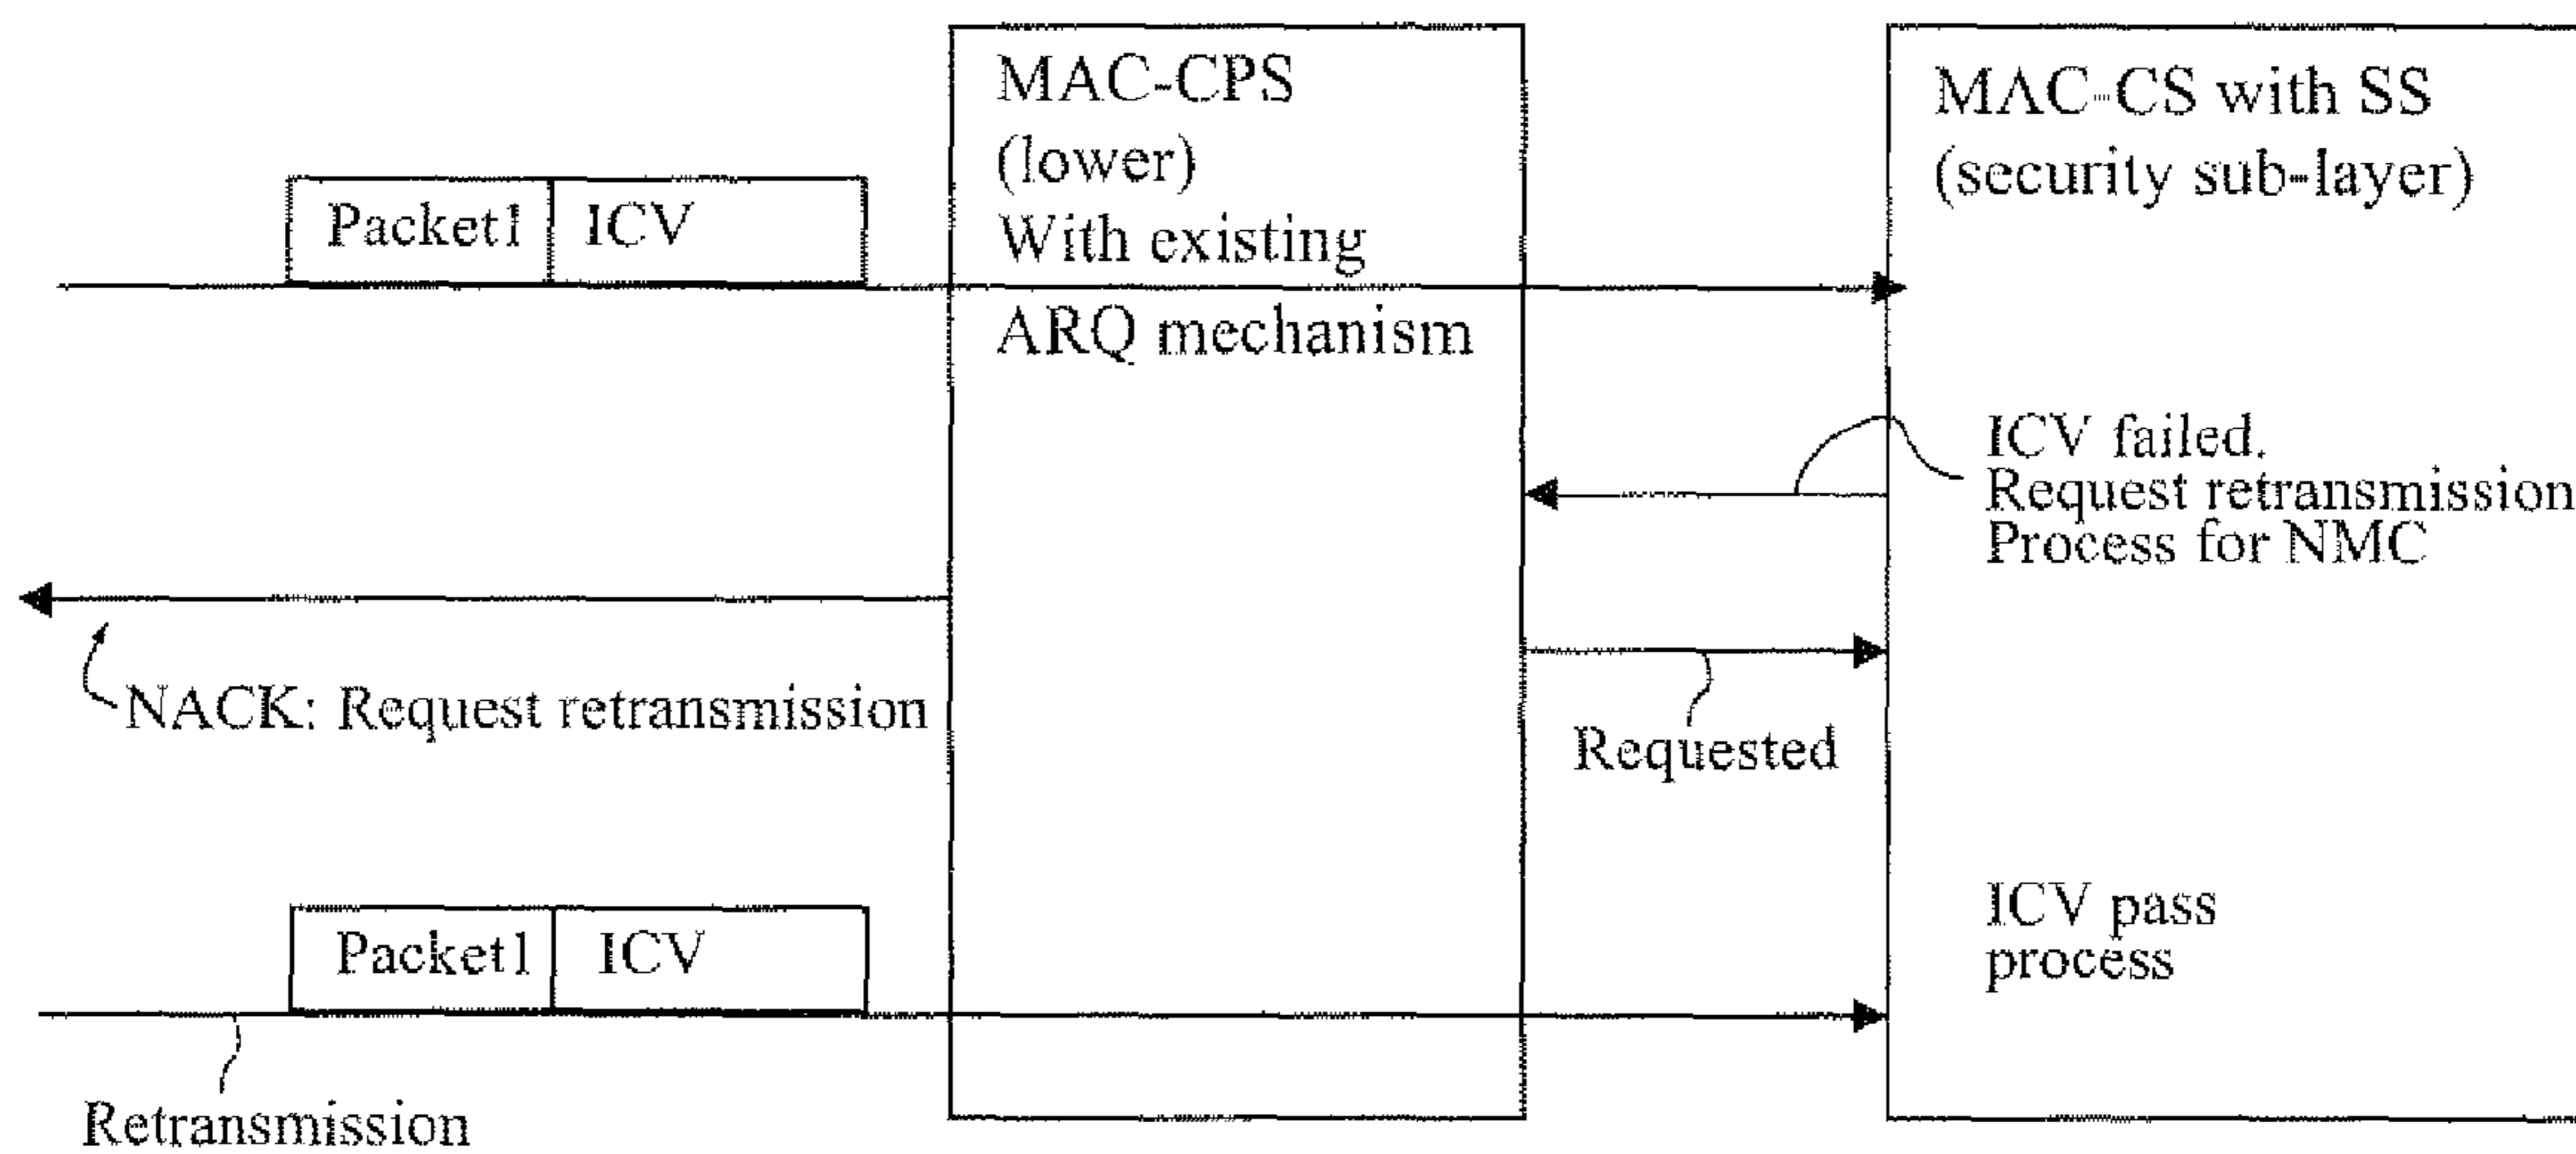 MAC-CPS
(lower)
With existing
ARQ mechanism
MAC-CS with SS
(security sub-layer)
Packet1 ICV
ICV failed.
Request retransmission
Process for NMC
NACK: Request retransmission
Requested
Packet1 ICV
ICV pass
process
Retransmission